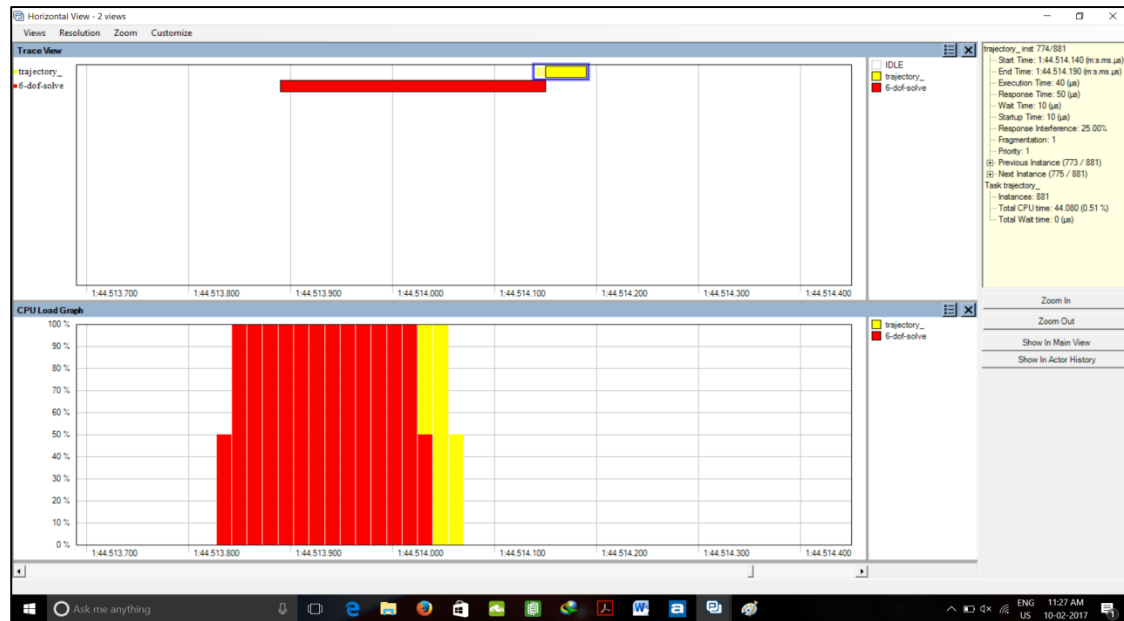 Horizontal View - 2 views
Views Resolution Zoom Customize
Trace View
trajectory_
6-dof-solve
IDLE
trajectory_
6-dof-solve
1:44.513.700 1:44.513.800 1:44.513.900 1:44.514.000 1:44.514.100 1:44.514.200 1:44.514.300 1:44.514.400
CPU Load Graph
100 %
90 %
80 %
70 %
60 %
50 %
40 %
30 %
20 %
10 %
0 %
trajectory_
6-dof-solve
1:44.513.700 1:44.513.800 1:44.513.900 1:44.514.000 1:44.514.100 1:44.514.200 1:44.514.300 1:44.514.400
trajectory_ inst 774/881
Start Time: 1:44.514.140 (m:s.ms.µs)
End Time: 1:44.514.190 (m:s.ms.µs)
Execution Time: 40 (µs)
Response Time: 50 (µs)
Wait Time: 10 (µs)
Startup Time: 10 (µs)
Response Interference: 25.00%
Fragmentation: 1
Priority: 1
Previous Instance (773 / 881)
Next Instance (775 / 881)
Task trajectory_
Instances: 881
Total CPU time: 44.080 (0.51 %)
Total Wait time: 0 (µs)
Zoom In
Zoom Out
Show In Main View
Show In Actor History
Ask me anything
ENG 11:27 AM
US 10-02-2017